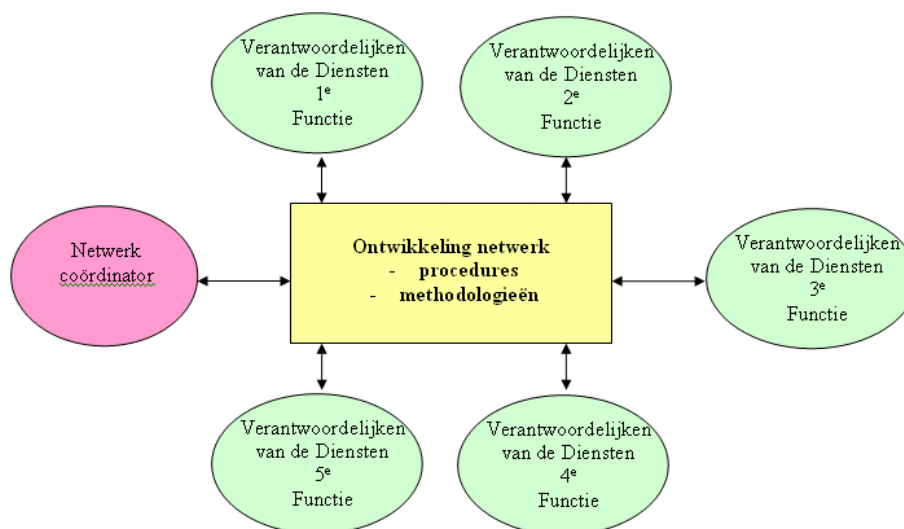 Verantwoordelijken
van de Diensten
1e
Functie
Verantwoordelijken
van de Diensten
2e
Functie
Netwerk
coördinator
Ontwikkeling netwerk
- procedures
- methodologieën
Verantwoordelijken
van de Diensten
3e
Functie
Verantwoordelijken
van de Diensten
5e
Functie
Verantwoordelijken
van de Diensten
4e
Functie